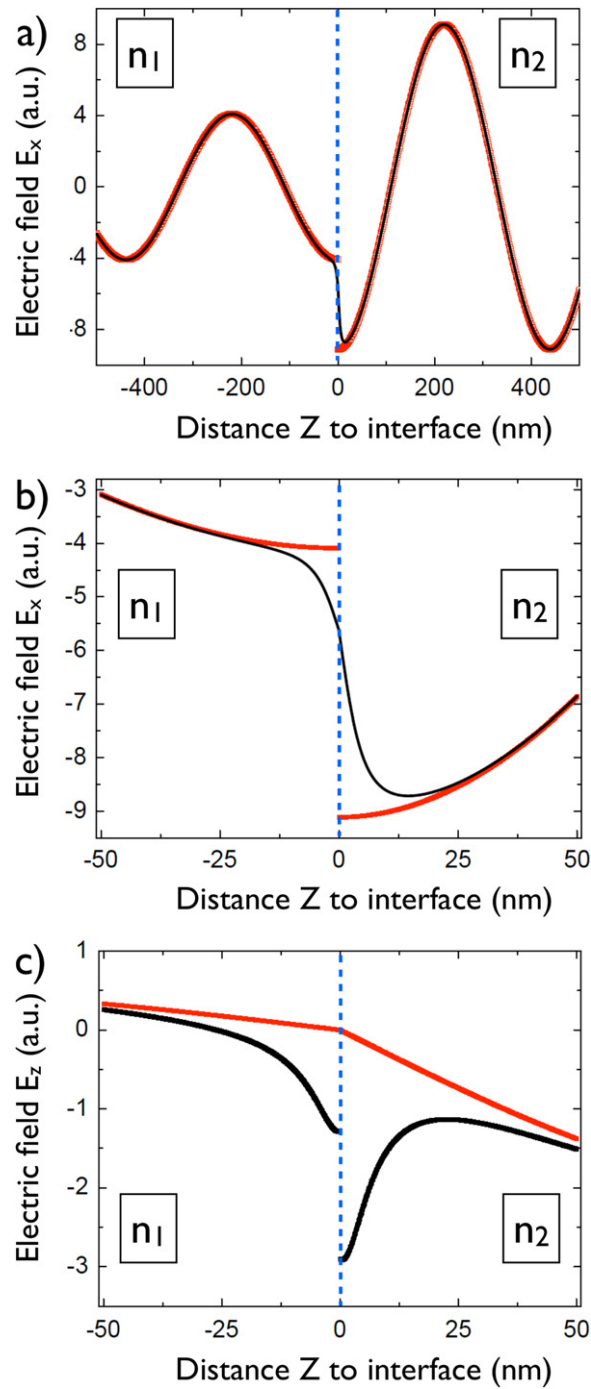 a)
n1
n2
8
4
0
-4
-8
Electric field Ex (a.u.)
-400
-200
0
200
400
Distance Z to interface (nm)
b)
-3
-4
-5
-6
-7
-8
-9
n1
n2
Electric field Ex (a.u.)
-50
-25
0
25
50
Distance Z to interface (nm)
c)
1
0
-1
-2
-3
n1
n2
Electric field Ez (a.u.)
-50
-25
0
25
50
Distance Z to interface (nm)